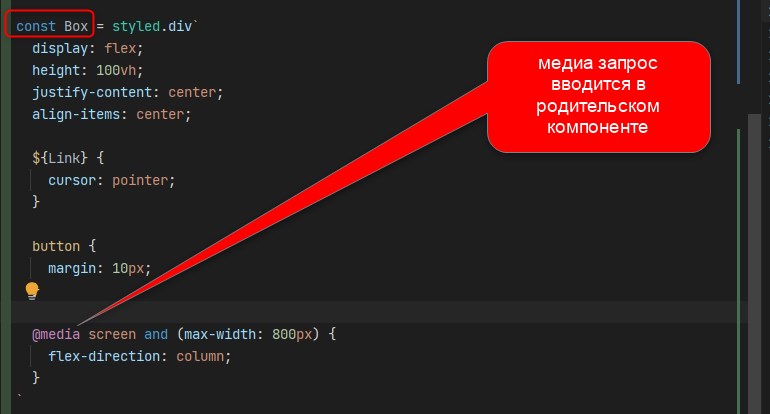 const Box = styled.div`
display: flex;
height: 100vh;
justify-content: center;
align-items: center;
${Link} {
cursor: pointer;
}
button {
margin: 10px;
@media screen and (max-width: 800px) {
flex-direction: column;
}
`
медиа запрос
вводится в
родительском
компоненте